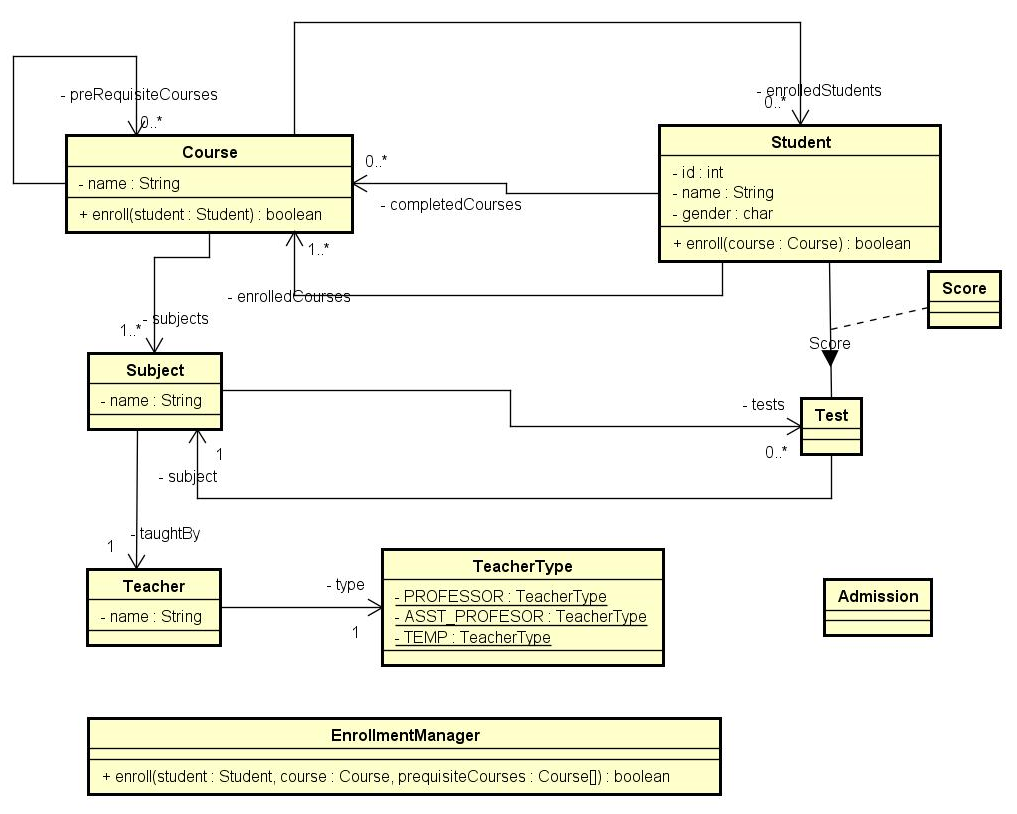 - preRequisiteCourses
0..*
- enrolledStudents
0..*
Course
- name : String
+ enroll(student : Student) : boolean
0..*
- completedCourses
Student
- id : int
- name : String
- gender : char
+ enroll(course : Course) : boolean
1..*
- enrolledCourses
Score
- subjects
1..*
Score
Subject
- name : String
- tests
0..*
Test
1
- subject
- taughtBy
1
Teacher
- name : String
- type
1
TeacherType
- PROFESSOR : TeacherType
- ASST_PROFESOR : TeacherType
- TEMP : TeacherType
Admission
EnrollmentManager
+ enroll(student : Student, course : Course, prequisiteCourses : Course[]) : boolean